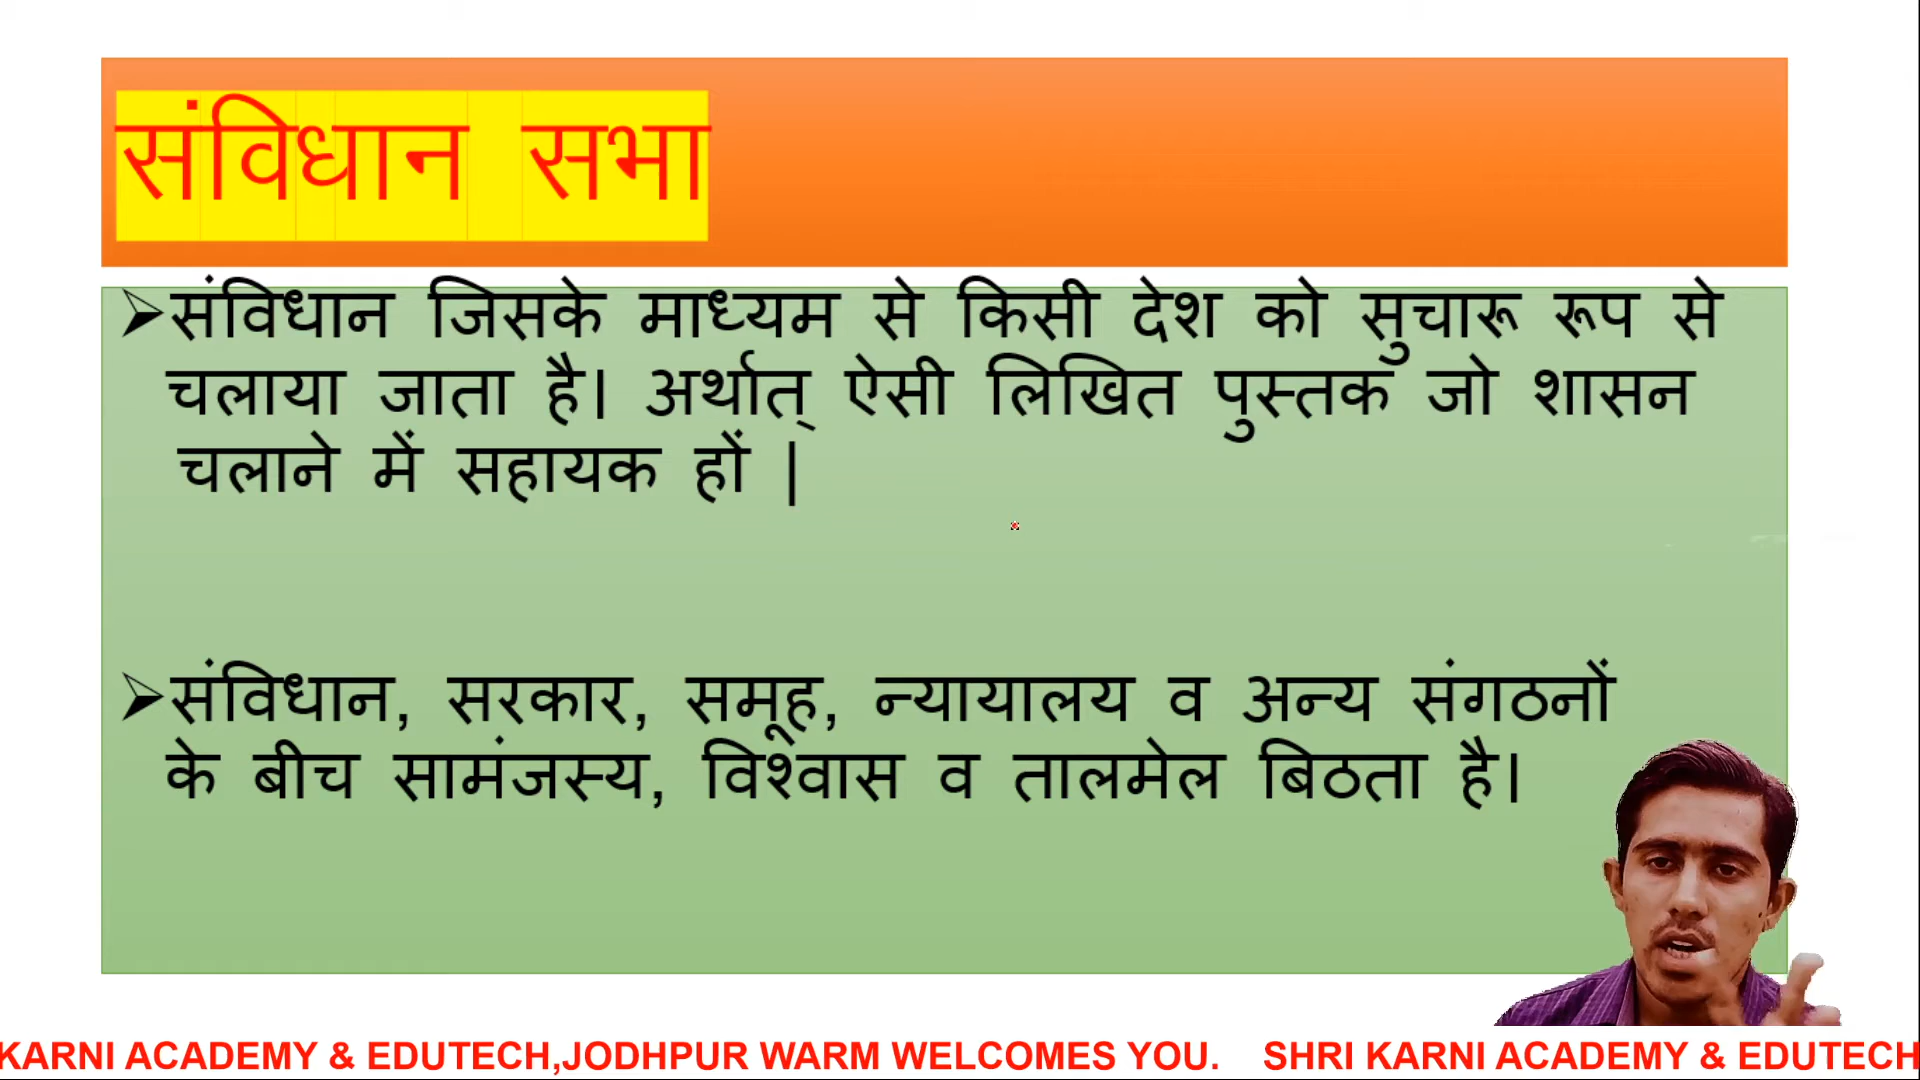 संविधान सभा
➢संविधान जिसके माध्यम से किसी देश को सुचारू रूप से
चलाया जाता है। अर्थात् ऐसी लिखित पुस्तक जो शासन
चलाने में सहायक हों |
➢संविधान, सरकार, समूह, न्यायालय व अन्य संगठनों
के बीच सामंजस्य, विश्वास व तालमेल बिठता है।
KARNI ACADEMY & EDUTECH,JODHPUR WARM WELCOMES YOU. SHRI KARNI ACADEMY & EDUTECH